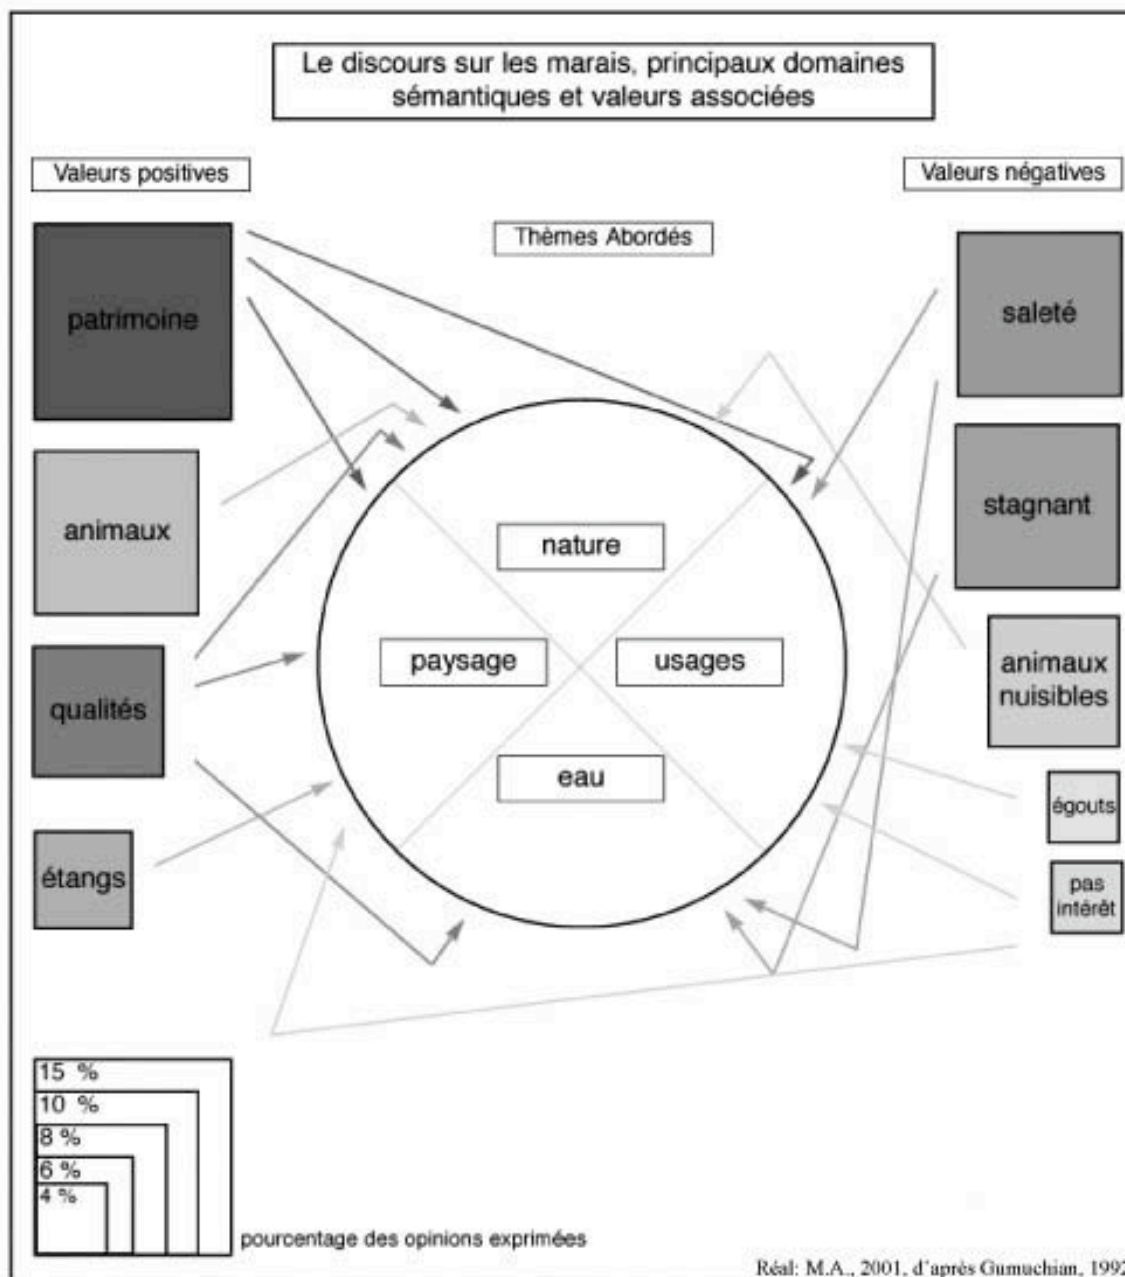 Le discours sur les marais, principaux domaines
sémantiques et valeurs associées
Valeurs positives
Valeurs négatives
Thèmes Abordés
patrimoine
saleté
animaux
stagnant
nature
paysage
usages
qualités
animaux
nuisibles
eau
égouts
étangs
pas
intérêt
15 %
10 %
8 %
6 %
4 %
pourcentage des opinions exprimées
Réal: M.A., 2001, d'après Gumuchian, 1992